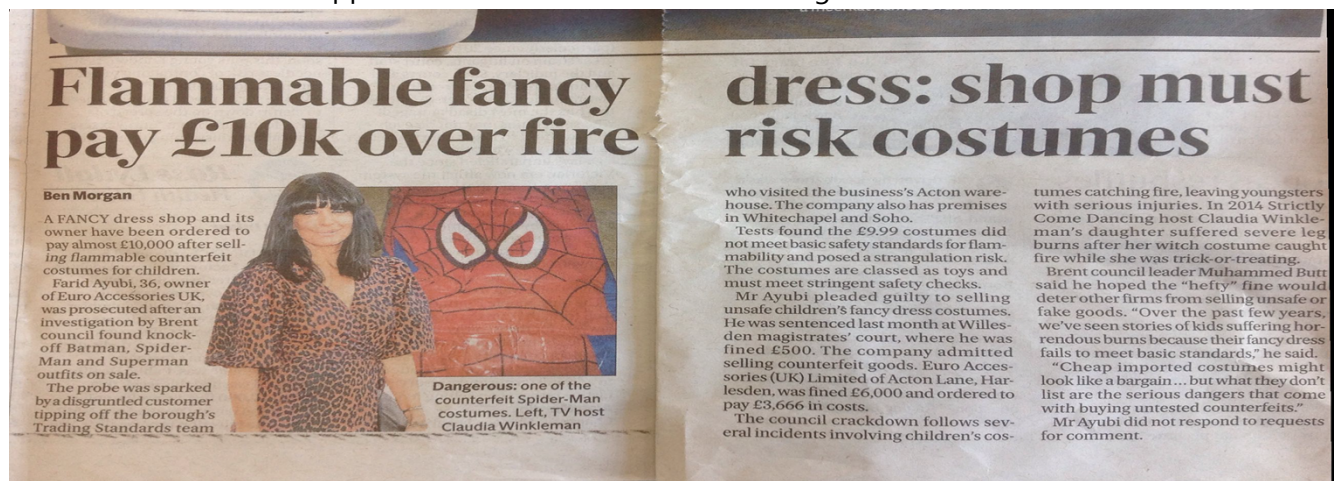 Flammable fancy dress: shop must
pay £10k over fire risk costumes
Ben Morgan
A FANCY dress shop and its
owner have been ordered to
pay almost £10,000 after sell-
ing flammable counterfeit
costumes for children.
Farid Ayubi, 36, owner
of Euro Accessories UK,
was prosecuted after an
investigation by Brent
council found knock-
off Batman, Spider-
Man and Superman
outfits on sale.
The probe was sparked
by a disgruntled customer
tipping off the borough's
Trading Standards team
Dangerous: one of the
counterfeit Spider-Man
costumes. Left, TV host
Claudia Winkleman
who visited the business's Acton ware-
house. The company also has premises
in Whitechapel and Soho.
Tests found the £9.99 costumes did
not meet basic safety standards for flam-
mability and posed a strangulation risk.
The costumes are classed as toys and
must meet stringent safety checks.
Mr Ayubi pleaded guilty to selling
unsafe children's fancy dress costumes.
He was sentenced last month at Willes-
den magistrates' court, where he was
fined £500. The company admitted
selling counterfeit goods. Euro Acces-
sories (UK) Limited of Acton Lane, Har-
lesden, was fined £6,000 and ordered to
pay £3,666 in costs.
The council crackdown follows sev-
eral incidents involving children's cos-
tumes catching fire, leaving youngsters
with serious injuries. In 2014 Strictly
Come Dancing host Claudia Winkle-
man's daughter suffered severe leg
burns after her witch costume caught
fire while she was trick-or-treating.
Brent council leader Muhammed Butt
said he hoped the "hefty" fine would
deter other firms from selling unsafe or
fake goods. "Over the past few years,
we've seen stories of kids suffering hor-
rendous burns because their fancy dress
fails to meet basic standards," he said.
"Cheap imported costumes might
look like a bargain ... but what they don't
list are the serious dangers that come
with buying untested counterfeits."
Mr Ayubi did not respond to requests
for comment.